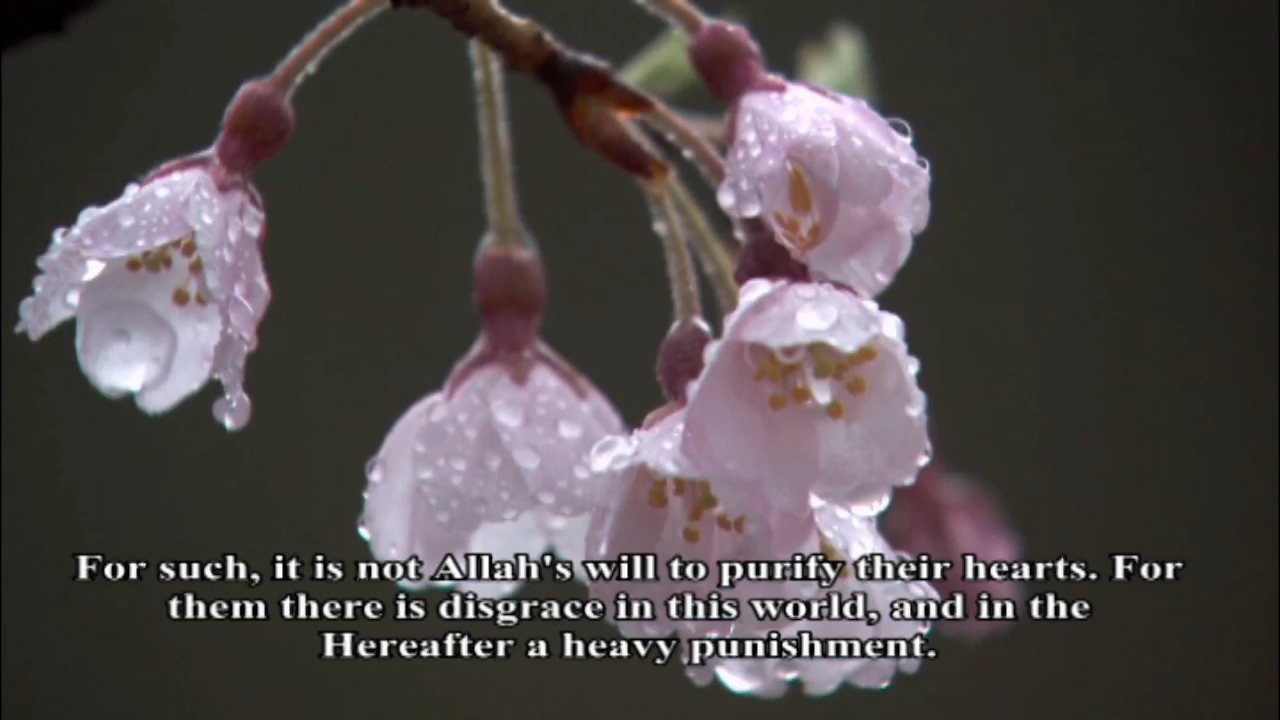 For such, it is not Allah's will to purify their hearts. For
them there is disgrace in this world, and in the
Hereafter a heavy punishment.